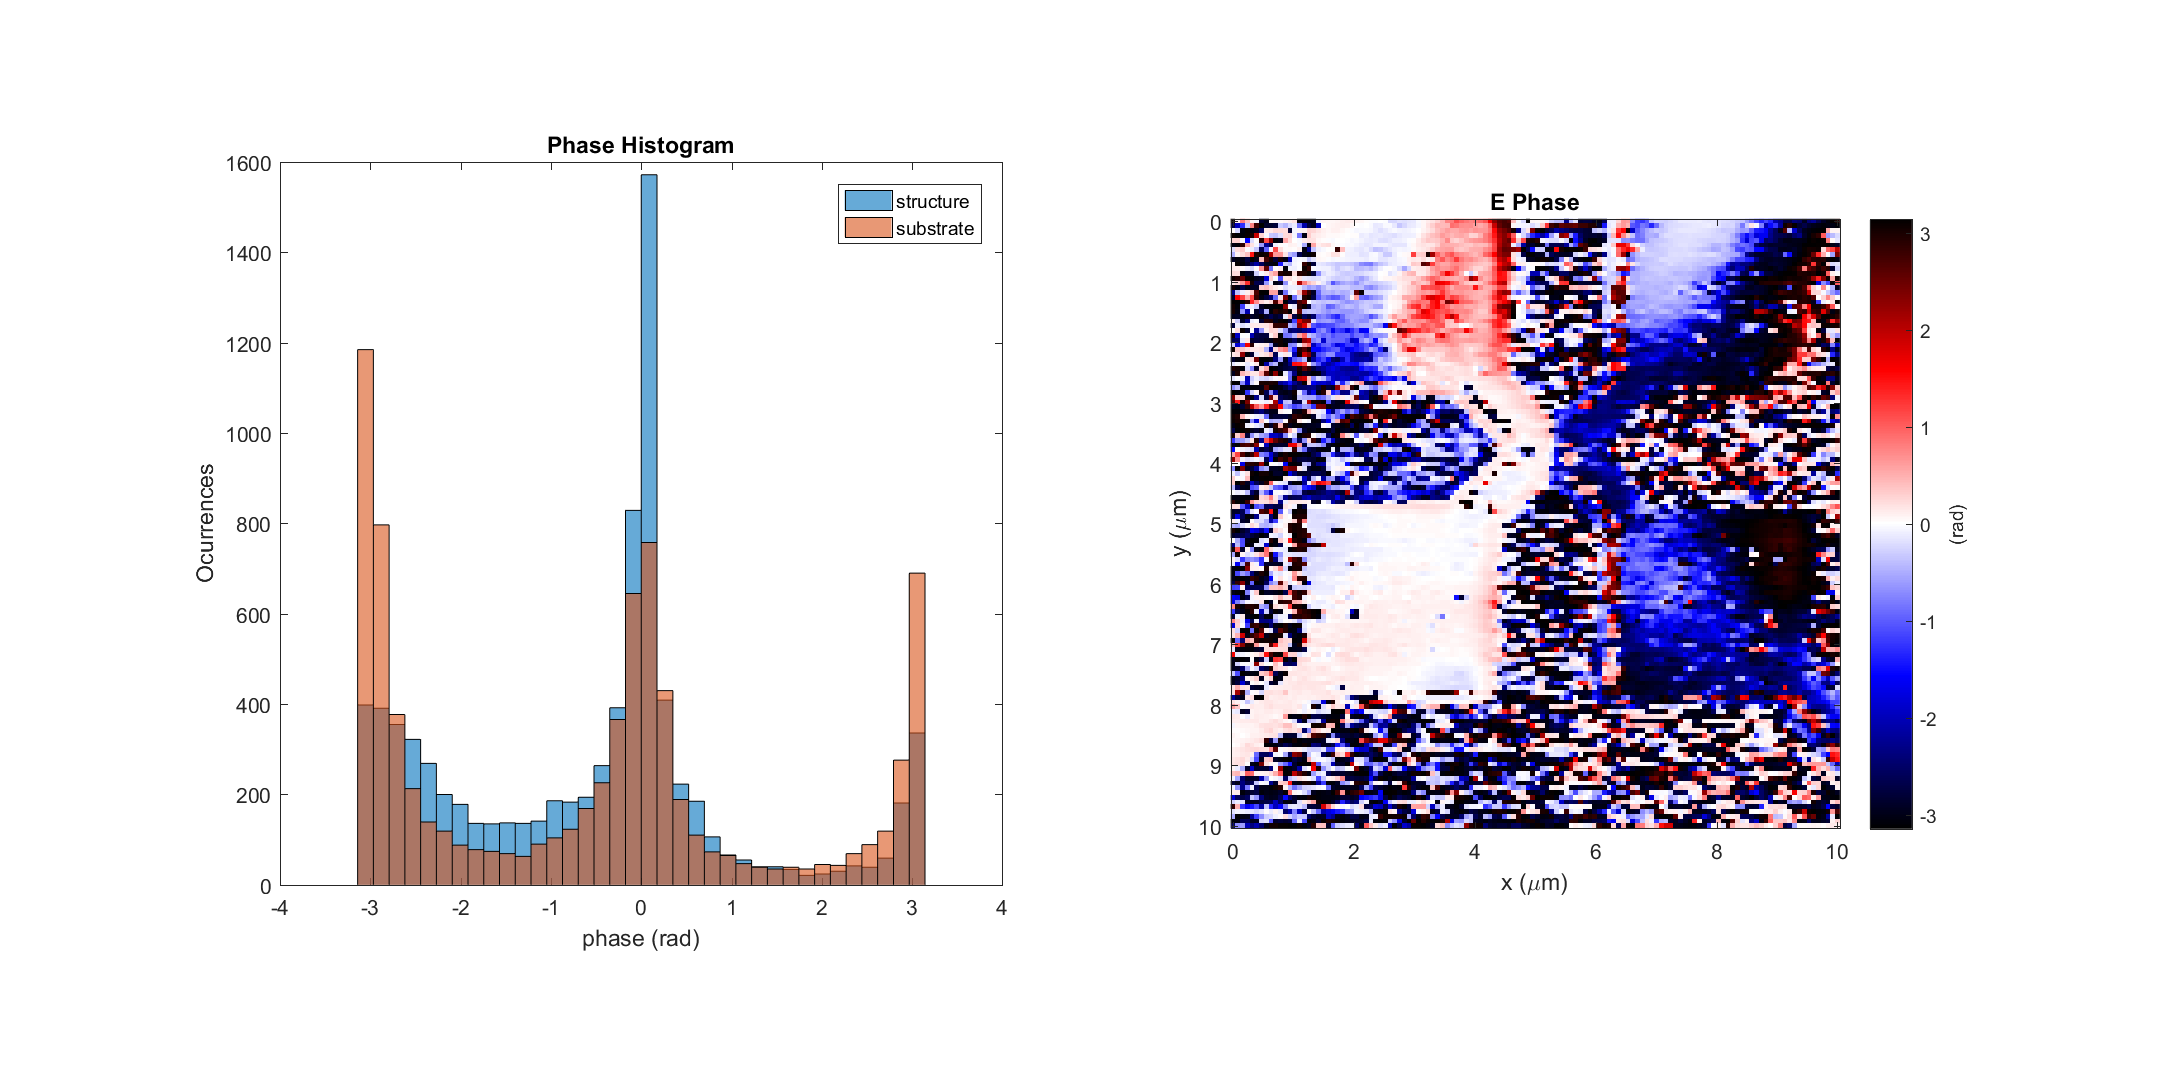 Phase Histogram
1600
1400
1200
1000
800
600
400
200
0
Ocurrences
-4 -3 -2 -1 0 1 2 3 4
phase (rad)
structure
substrate
E Phase
0
1
2
3
4
5
6
7
8
9
10
y (μm)
0 2 4 6 8 10
x (μm)
3
2
1
0
-1
-2
-3
(rad)